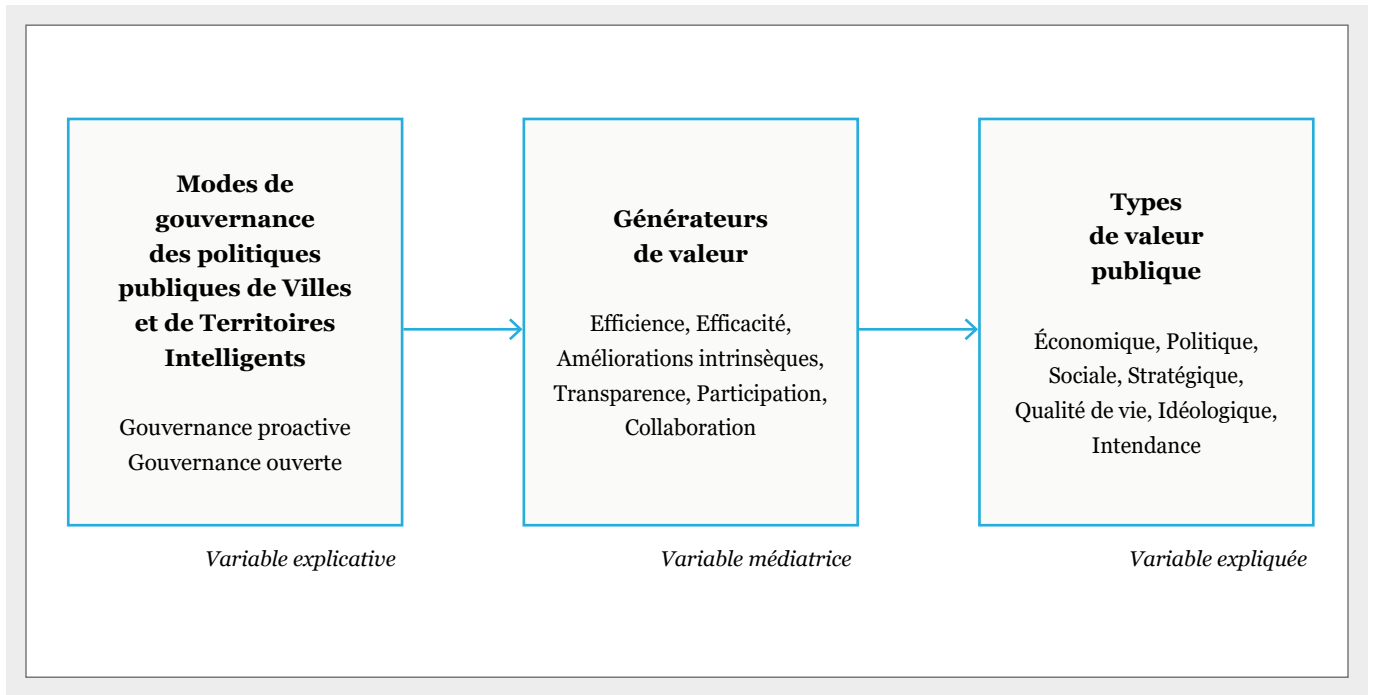 Modes de
gouvernance
des politiques
publiques de Villes
et de Territoires
Intelligents
Gouvernance proactive
Gouvernance ouverte
Variable explicative
Générateurs
de valeur
Efficience, Efficacité,
Améliorations intrinsèques,
Transparence, Participation,
Collaboration
Variable médiatrice
Types
de valeur
publique
Économique, Politique,
Sociale, Stratégique,
Qualité de vie, Idéologique,
Intendance
Variable expliquée